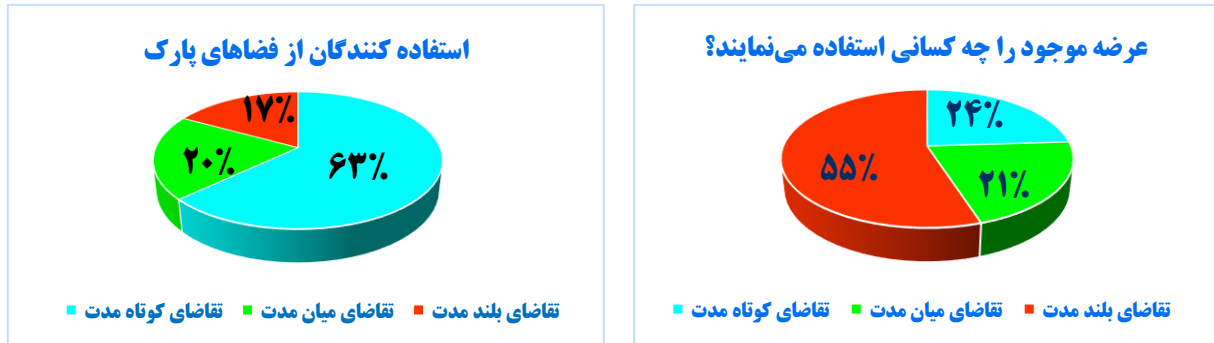 عرضه موجود را چه کسانی استفاده می‌نمایند؟
۲۴٪
۵۵٪
۲۱٪
تقاضای کوتاه مدت تقاضای میان مدت تقاضای بلند مدت
استفاده کنندگان از فضاهای پارک
۱۷٪
۲۰٪
۶۳٪
تقاضای کوتاه مدت تقاضای میان مدت تقاضای بلند مدت